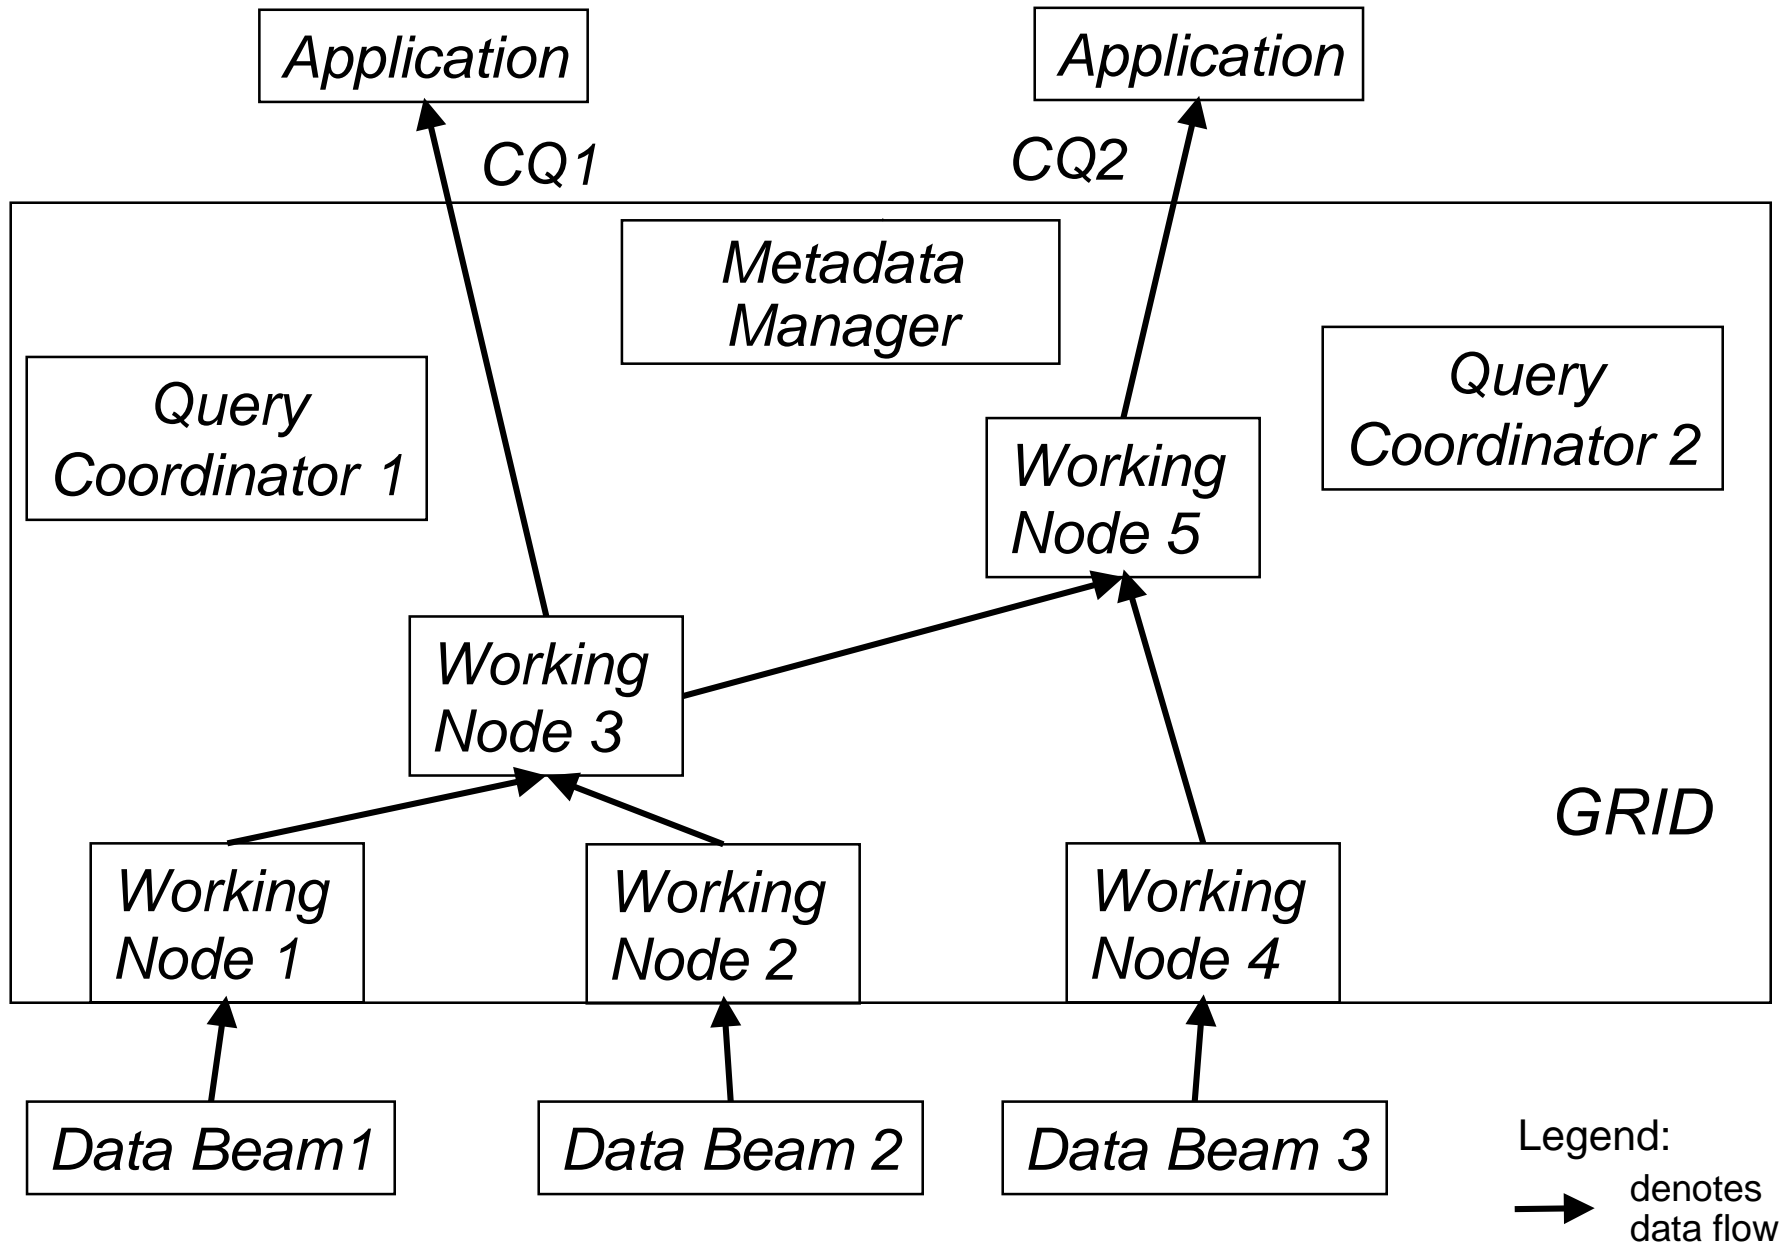 Application
Application
CQ1
CQ2
Metadata
Manager
Query
Coordinator 1
Query
Coordinator 2
Working
Node 5
Working
Node 3
GRID
Working
Node 1
Working
Node 2
Working
Node 4
Data Beam1
Data Beam 2
Data Beam 3
Legend:
denotes
data flow